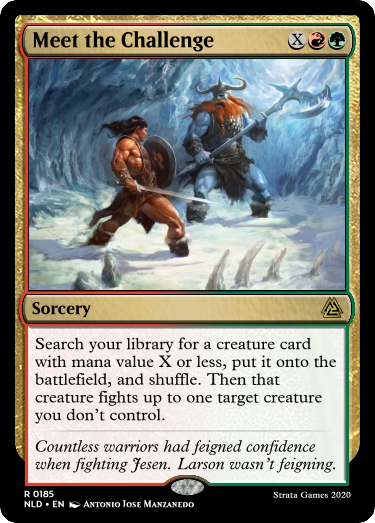 Meet the Challenge X
Sorcery
Search your library for a creature card
with mana value X or less, put it onto the
battlefield, and shuffle. Then that
creature fights up to one target creature
you don't control.
Countless warriors had feigned confidence
when fighting Jesen. Larson wasn't feigning.
R 0185
NLD • EN Antonio Jose Manzanedo
Strata Games 2020